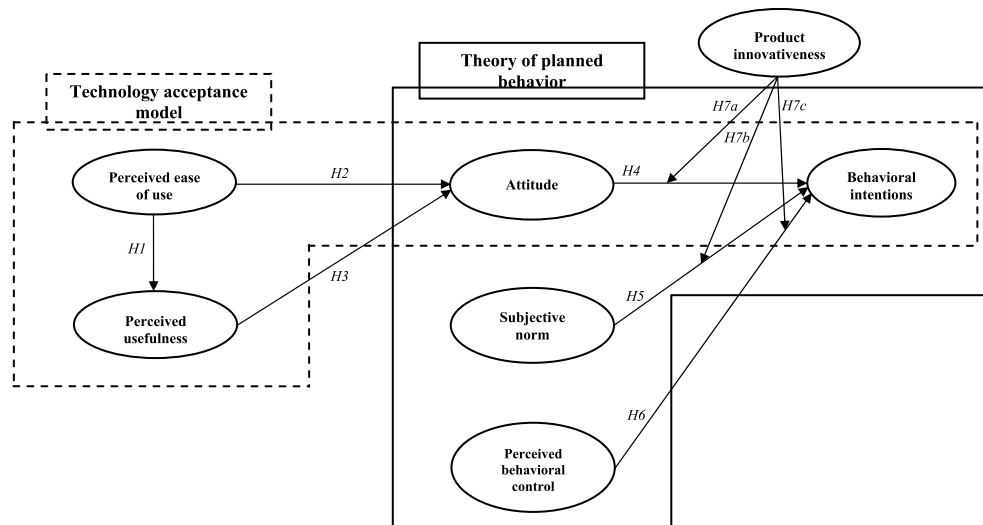 Product
innovativeness
Theory of planned
behavior
Technology acceptance
model
H7a
H7c
H7b
Perceived ease
of use
H2
Attitude
H4
Behavioral
intentions
H1
H3
Perceived
usefulness
Subjective
norm
H5
H6
Perceived
behavioral
control